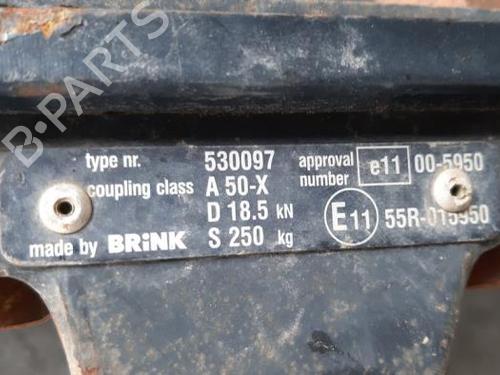 B-PARTS
type nr. 530097 approval number e11 00-5950
coupling class A 50-X
D 18.5 kN E11 55R-015950
made by BRiNK S 250 kg